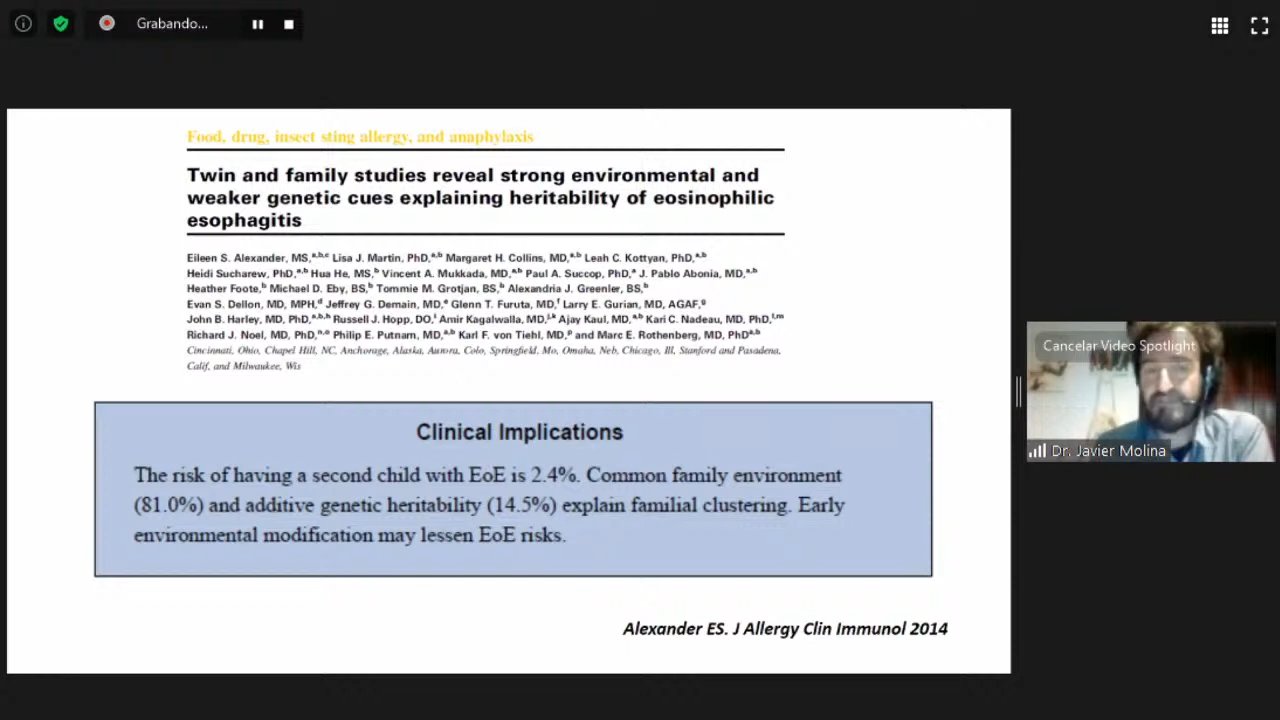 Grabando...
Food, drug, insect sting allergy, and anaphylaxis
Twin and family studies reveal strong environmental and
weaker genetic cues explaining heritability of eosinophilic
esophagitis
Eileen S. Alexander, MS,a,b,c Lisa J. Martin, PhD,a,b Margaret H. Collins, MD,a,b Leah C. Kottyan, PhD,a,b
Heidi Sucharew, PhD,a,b Hua He, MS,b Vincent A. Mukkada, MD,a,b Paul A. Succop, PhD,a J. Pablo Abonia, MD,a,b
Heather Foote,b Michael D. Eby, BS,b Tommie M. Grotjan, BS,b Alexandria J. Greenler, BS,b
Evan S. Dellon, MD, MPH,d Jeffrey G. Demain, MD,e Glenn T. Furuta, MD,f Larry E. Gurian, MD, AGAF,g
John B. Harley, MD, PhD,a,b,h Russell J. Hopp, DO,i Amir Kagalwalla, MD,j,k Ajay Kaul, MD,a,b Kari C. Nadeau, MD, PhD,l,m
Richard J. Noel, MD, PhD,n,o Philip E. Putnam, MD,a,b Karl F. von Tiehl, MD,p and Marc E. Rothenberg, MD, PhDa,b
Cincinnati, Ohio, Chapel Hill, NC, Anchorage, Alaska, Aurora, Colo, Springfield, Mo, Omaha, Neb, Chicago, Ill, Stanford and Pasadena,
Calif, and Milwaukee, Wis
Clinical Implications
The risk of having a second child with EoE is 2.4%. Common family environment
(81.0%) and additive genetic heritability (14.5%) explain familial clustering. Early
environmental modification may lessen EoE risks.
Alexander ES. J Allergy Clin Immunol 2014
Cancelar Video Spotlight
Dr. Javier Molina